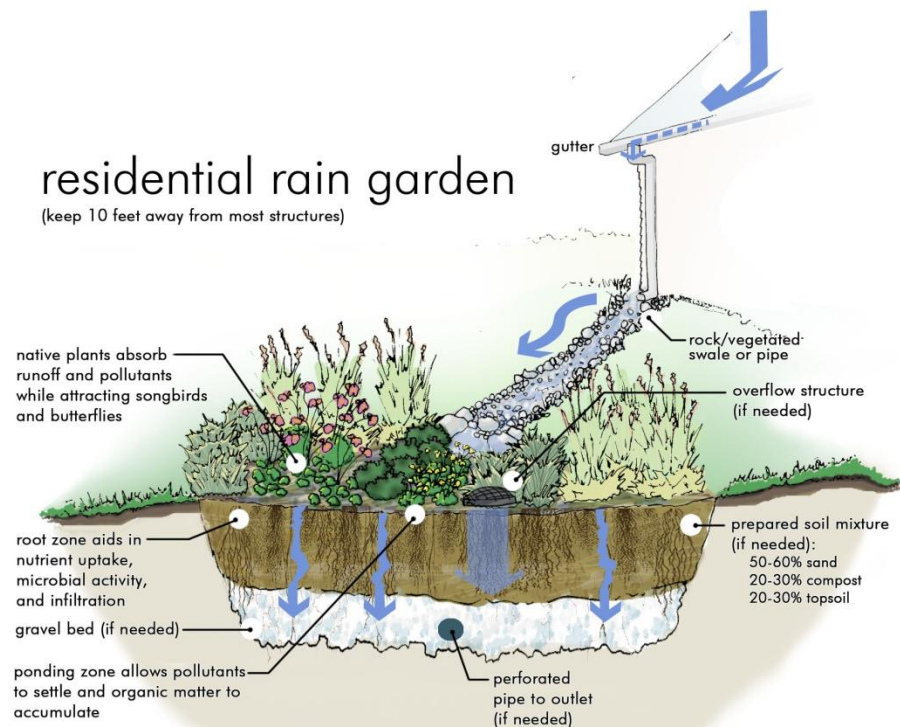 residential rain garden
(keep 10 feet away from most structures)
gutter
rock/vegetated
swale or pipe
native plants absorb
runoff and pollutants
while attracting songbirds
and butterflies
overflow structure
(if needed)
root zone aids in
nutrient uptake,
microbial activity,
and infiltration
prepared soil mixture
(if needed):
50-60% sand
20-30% compost
20-30% topsoil
gravel bed (if needed)
ponding zone allows pollutants
to settle and organic matter to
accumulate
perforated
pipe to outlet
(if needed)